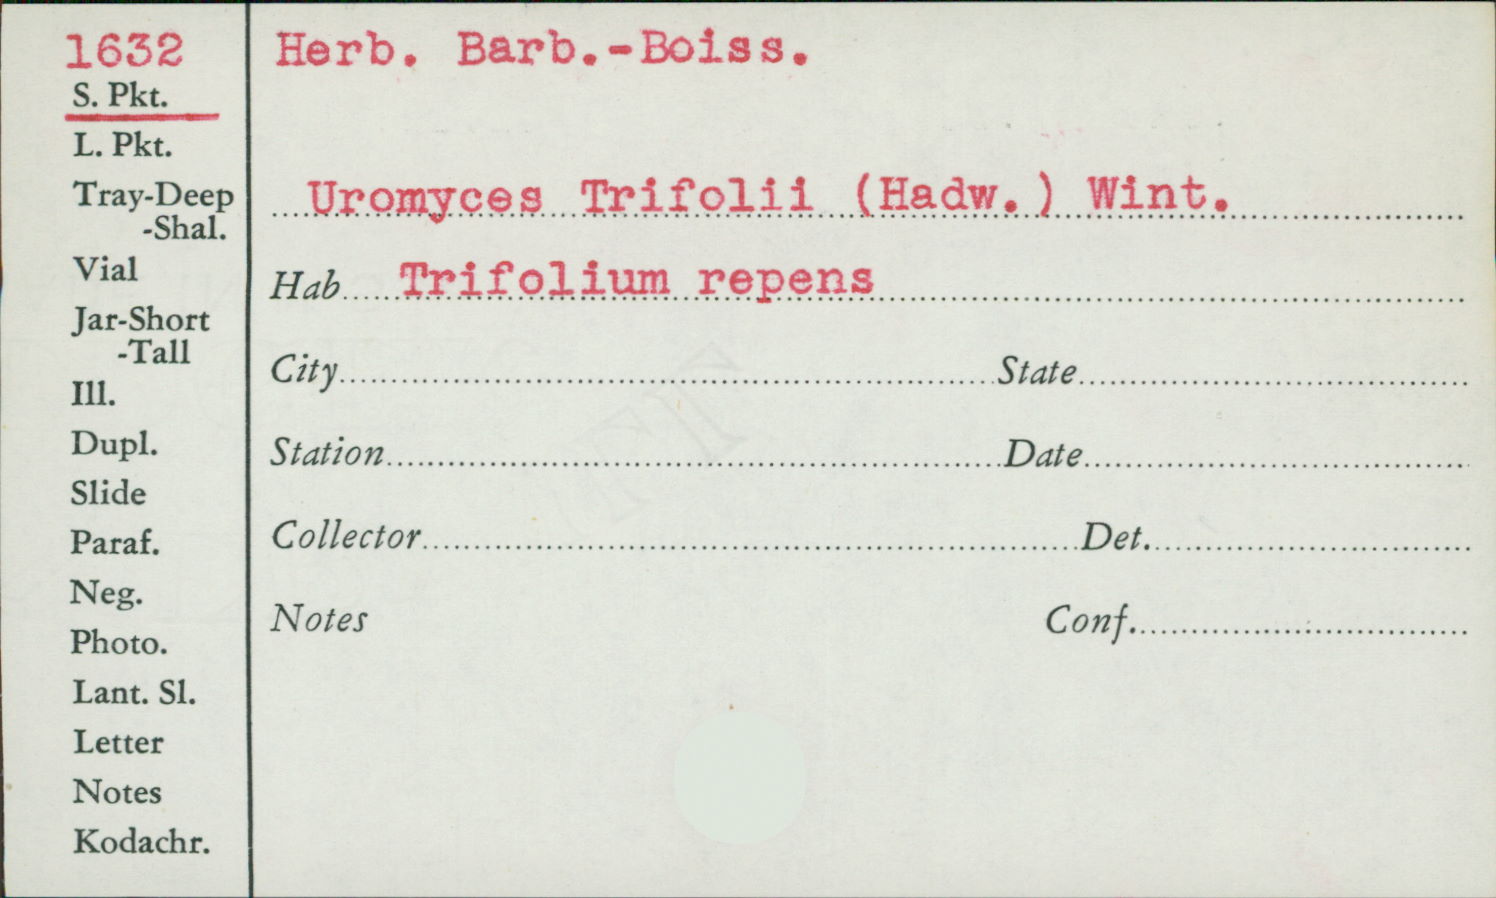 1632
S. Pkt.
L. Pkt.
Tray-Deep
-Shal.
Vial
Jar-Short
-Tall
Ill.
Dupl.
Slide
Paraf.
Neg.
Photo.
Lant. Sl.
Letter
Notes
Kodachr.
Herb. Barb.-Boiss.
Uromyces Trifolii (Hadw.) Wint.
Hab Trifolium repens
City State
Station Date
Collector Det.
Notes Conf.